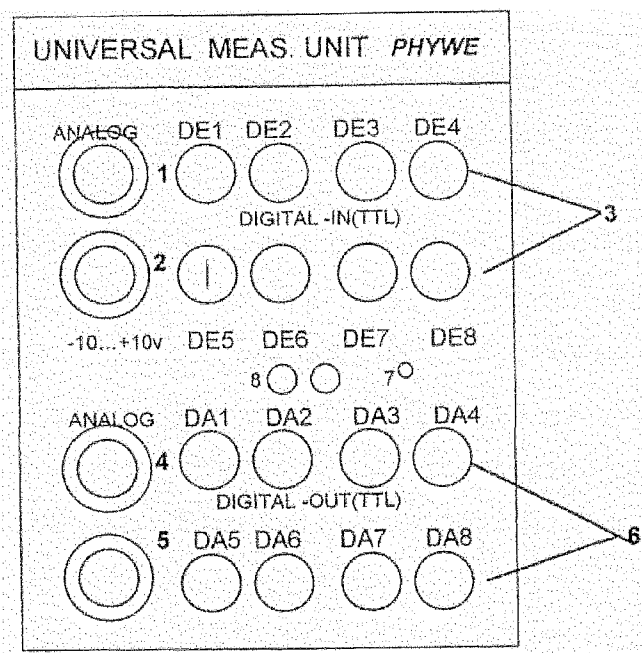 UNIVERSAL MEAS. UNIT PHYWE
ANALOG DE1 DE2 DE3 DE4
1
DIGITAL -IN(TTL)
3
2
-10...+10v DE5 DE6 DE7 DE8
8 7
ANALOG DA1 DA2 DA3 DA4
4
DIGITAL -OUT(TTL)
6
5 DA5 DA6 DA7 DA8